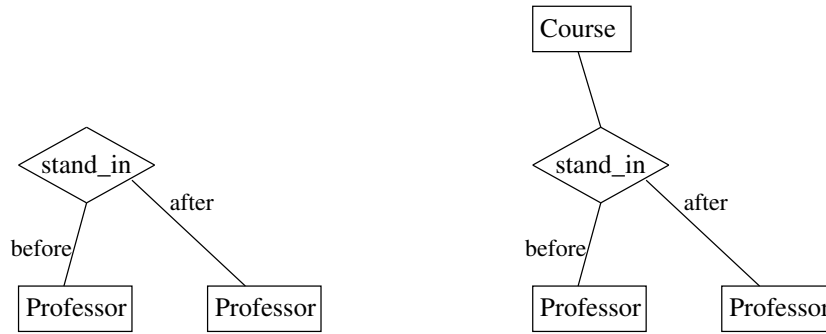 Course
stand_in
stand_in
after
after
before
before
Professor
Professor
Professor
Professor